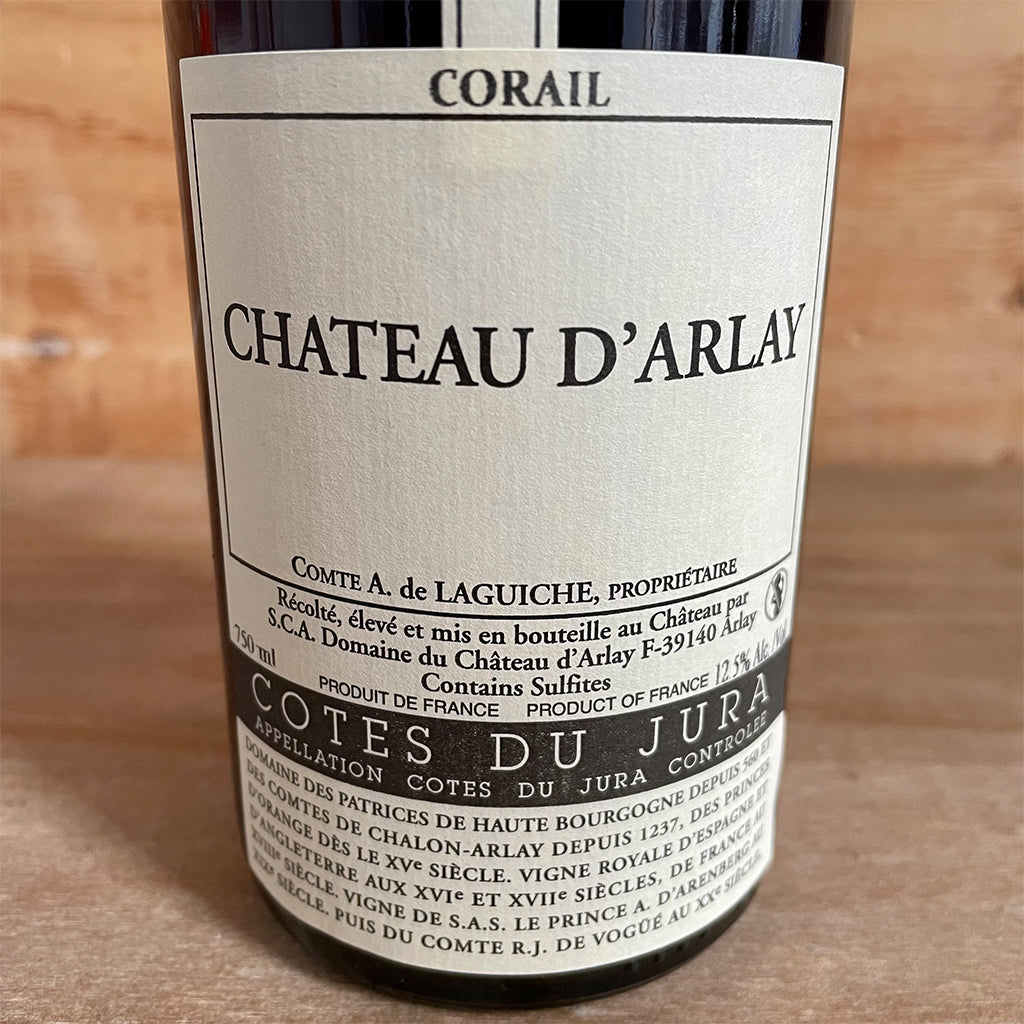 CORAIL
CHATEAU D'ARLAY
COMTE A. de LAGUICHE, PROPRIÉTAIRE
Récolté, élevé et mis en bouteille au Château par
S.C.A. Domaine du Château d'Arlay F-39140 Arlay
750 ml Contains Sulfites 12.5% Alc./Vol
PRODUIT DE FRANCE PRODUCT OF FRANCE
COTES DU JURA
APPELLATION COTES DU JURA CONTROLEE
DOMAINE DES PATRICES DE HAUTE BOURGOGNE DEPUIS 560 ET
DES COMTES DE CHALON-ARLAY DEPUIS 1237, DES PRINCES
D'ORANGE DÈS LE XVe SIÈCLE. VIGNE ROYALE D'ESPAGNE ET
D'ANGLETERRE AUX XVIe ET XVIIe SIÈCLES, DE FRANCE AU
XVIIIe SIÈCLE. VIGNE DE S.A.S. LE PRINCE A. D'ARENBERG AU
XIXe SIÈCLE. PUIS DU COMTE R.J. DE VOGÜÉ AU XXe SIÈCLE.